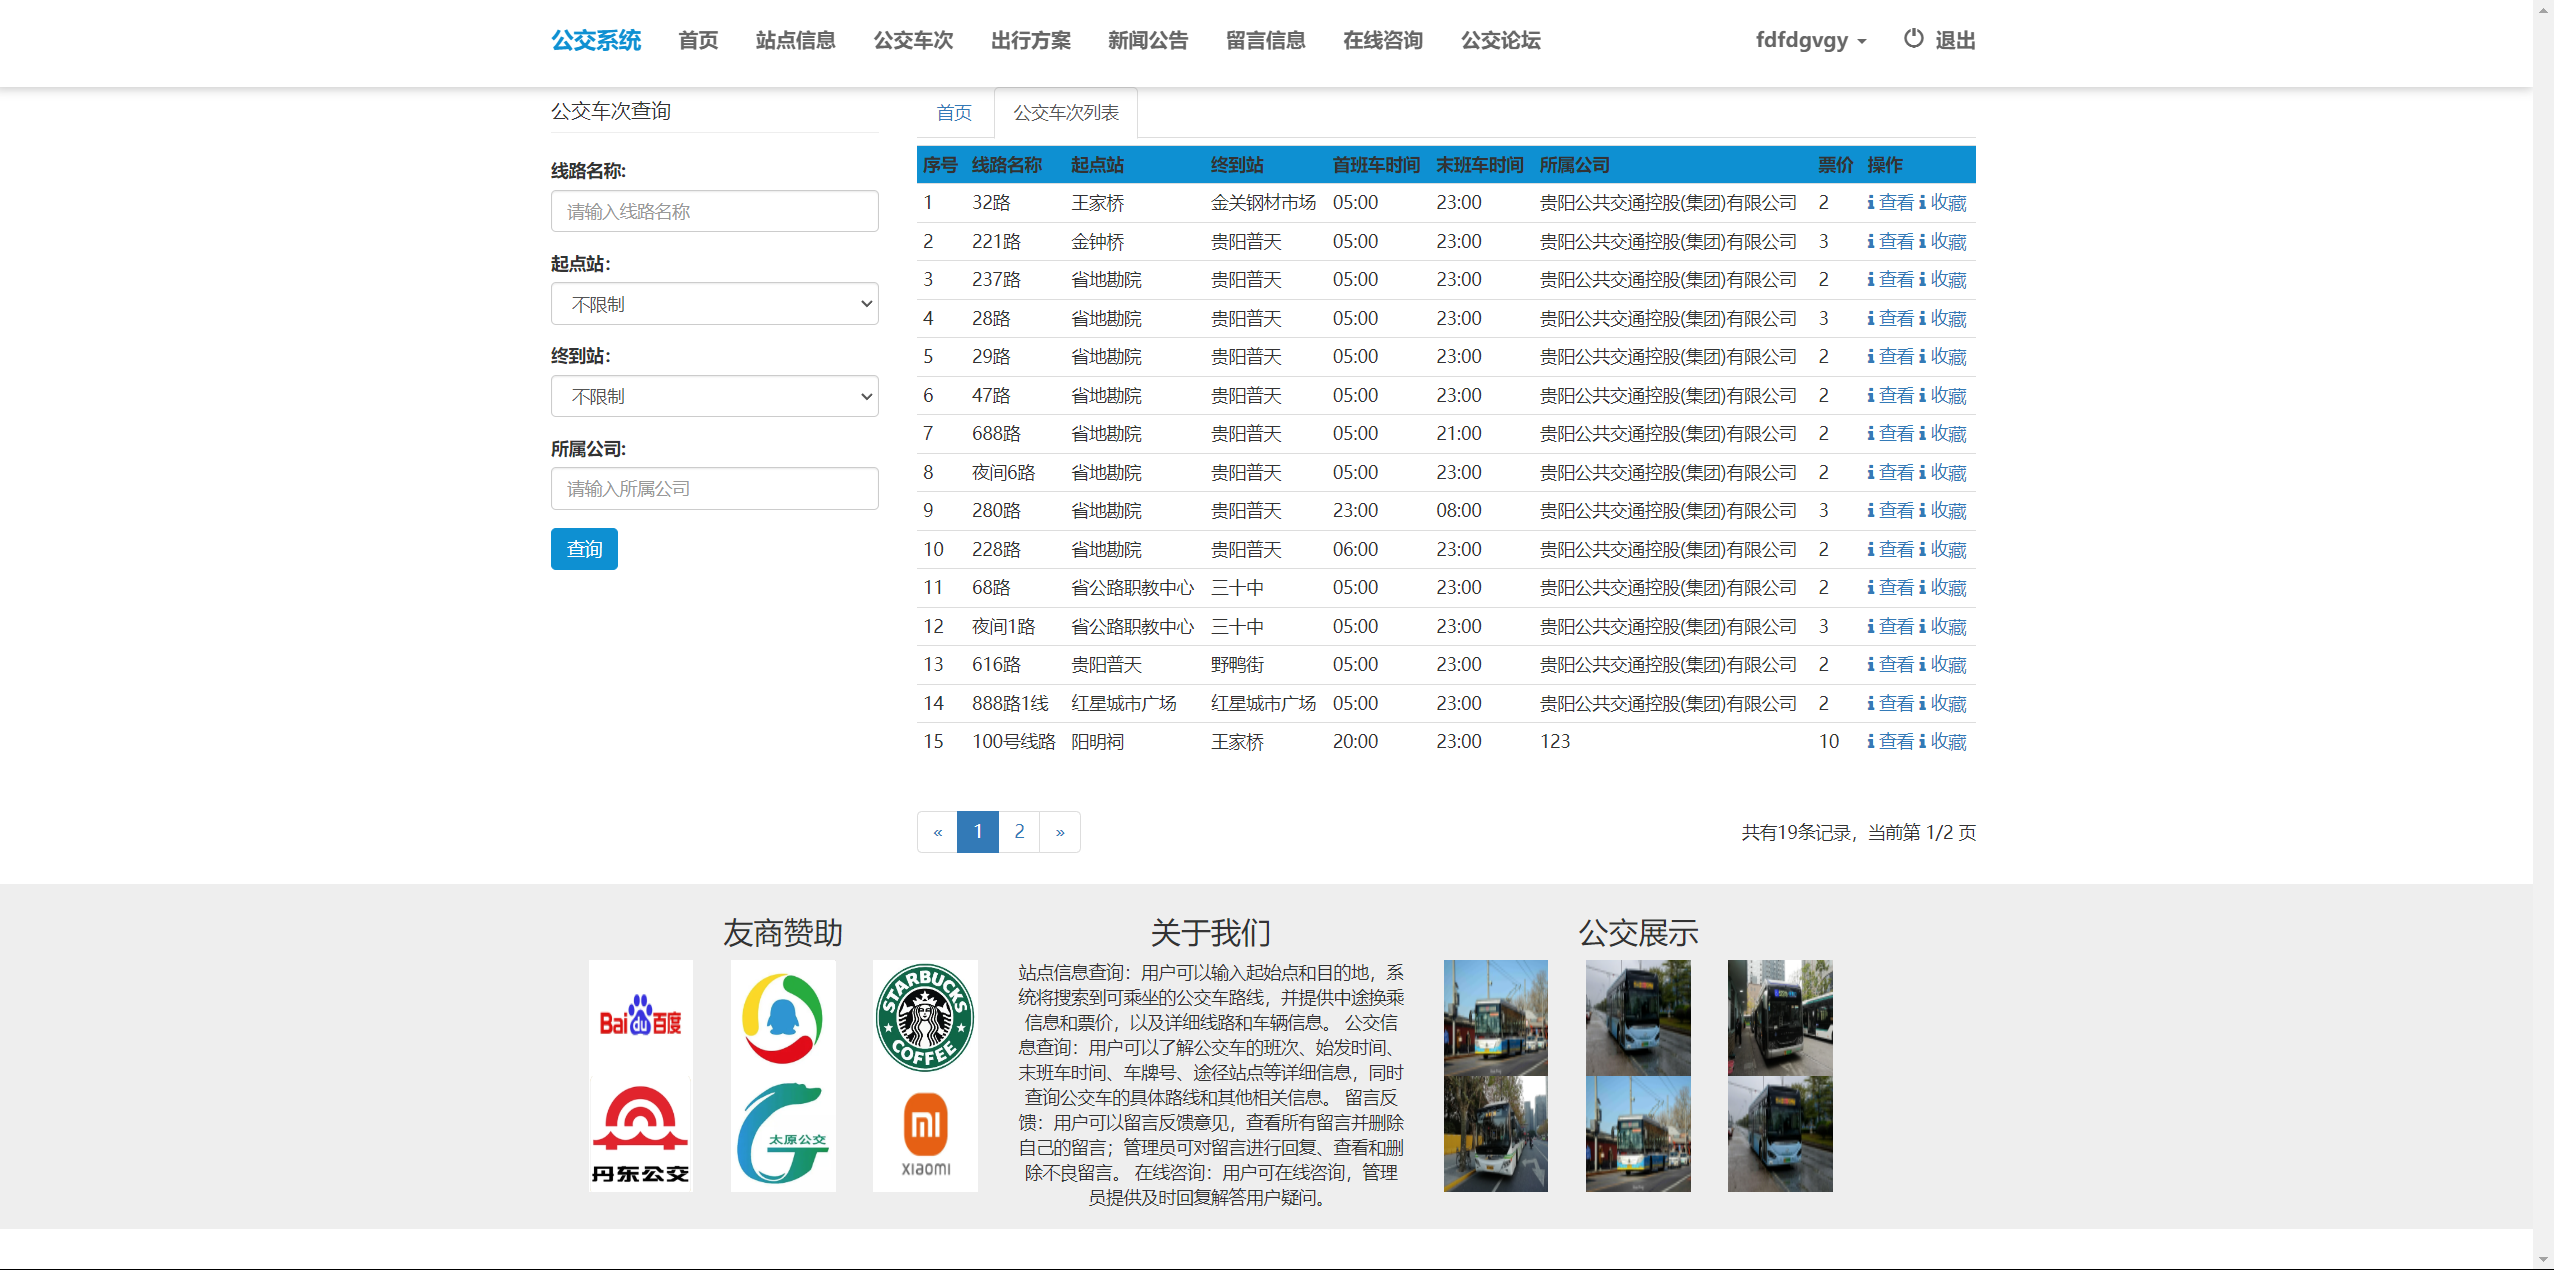 公交系统 首页 站点信息 公交车次 出行方案 新闻公告 留言信息 在线咨询 公交论坛 fdfdgvgy 退出
公交车次查询
线路名称:
请输入线路名称
起点站:
不限制
终到站:
不限制
所属公司:
请输入所属公司
查询
首页 公交车次列表
序号 线路名称 起点站 终到站 首班车时间 末班车时间 所属公司 票价 操作
1 32路 王家桥 金关钢材市场 05:00 23:00 贵阳公共交通控股(集团)有限公司 2 查看 收藏
2 221路 金钟桥 贵阳普天 05:00 23:00 贵阳公共交通控股(集团)有限公司 3 查看 收藏
3 237路 省地勘院 贵阳普天 05:00 23:00 贵阳公共交通控股(集团)有限公司 2 查看 收藏
4 28路 省地勘院 贵阳普天 05:00 23:00 贵阳公共交通控股(集团)有限公司 3 查看 收藏
5 29路 省地勘院 贵阳普天 05:00 23:00 贵阳公共交通控股(集团)有限公司 2 查看 收藏
6 47路 省地勘院 贵阳普天 05:00 23:00 贵阳公共交通控股(集团)有限公司 2 查看 收藏
7 688路 省地勘院 贵阳普天 05:00 21:00 贵阳公共交通控股(集团)有限公司 2 查看 收藏
8 夜间6路 省地勘院 贵阳普天 05:00 23:00 贵阳公共交通控股(集团)有限公司 2 查看 收藏
9 280路 省地勘院 贵阳普天 23:00 08:00 贵阳公共交通控股(集团)有限公司 3 查看 收藏
10 228路 省地勘院 贵阳普天 06:00 23:00 贵阳公共交通控股(集团)有限公司 2 查看 收藏
11 68路 省公路职教中心 三十中 05:00 23:00 贵阳公共交通控股(集团)有限公司 2 查看 收藏
12 夜间1路 省公路职教中心 三十中 05:00 23:00 贵阳公共交通控股(集团)有限公司 3 查看 收藏
13 616路 贵阳普天 野鸭街 05:00 23:00 贵阳公共交通控股(集团)有限公司 2 查看 收藏
14 888路1线 红星城市广场 红星城市广场 05:00 23:00 贵阳公共交通控股(集团)有限公司 2 查看 收藏
15 100号线路 阳明祠 王家桥 20:00 23:00 123 10 查看 收藏
« 1 2 »
共有19条记录，当前第 1/2 页
友商赞助
Bai du 百度
STARBUCKS COFFEE
丹东公交
太原公交
XIAOMI
关于我们
站点信息查询：用户可以输入起始点和目的地，系
统将搜索到可乘坐的公交车路线，并提供中途换乘
信息和票价，以及详细线路和车辆信息。 公交信
息查询：用户可以了解公交车的班次、始发时间、
末班车时间、车牌号、途径站点等详细信息，同时
查询公交车的具体路线和其他相关信息。 留言反
馈：用户可以留言反馈意见，查看所有留言并删除
自己的留言；管理员可对留言进行回复、查看和删
除不良留言。 在线咨询：用户可在线咨询，管理
员提供及时回复解答用户疑问。
公交展示